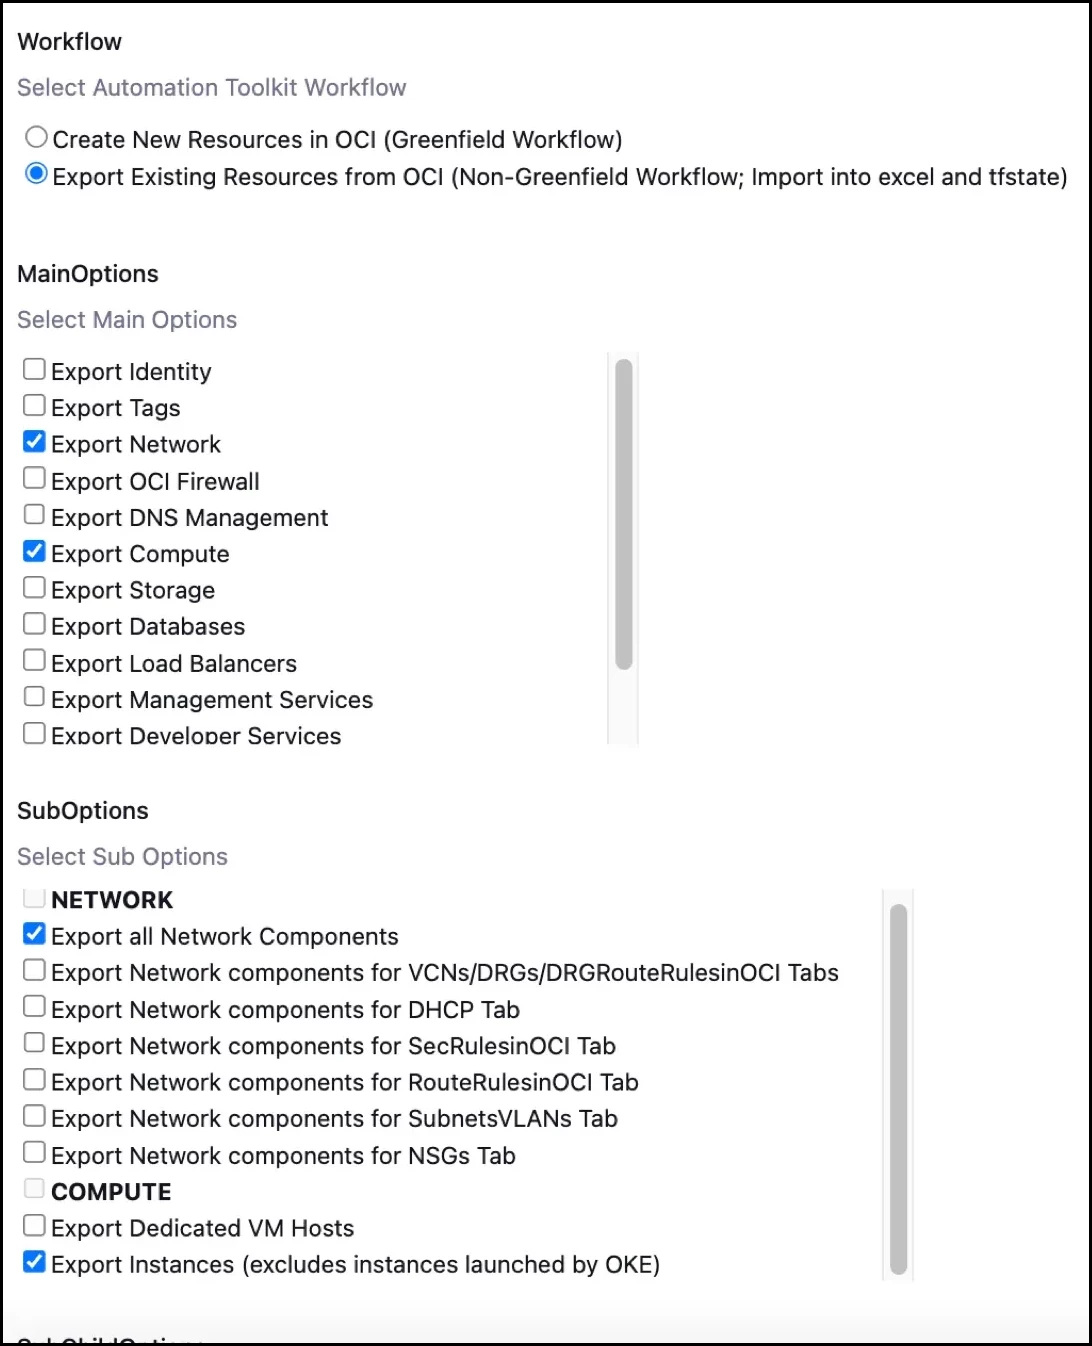 Workflow
Select Automation Toolkit Workflow
Create New Resources in OCI (Greenfield Workflow)
Export Existing Resources from OCI (Non-Greenfield Workflow; Import into excel and tfstate)
MainOptions
Select Main Options
Export Identity
Export Tags
Export Network
Export OCI Firewall
Export DNS Management
Export Compute
Export Storage
Export Databases
Export Load Balancers
Export Management Services
Export Developer Services
SubOptions
Select Sub Options
NETWORK
Export all Network Components
Export Network components for VCNs/DRGs/DRGRouteRulesinOCI Tabs
Export Network components for DHCP Tab
Export Network components for SecRulesinOCI Tab
Export Network components for RouteRulesinOCI Tab
Export Network components for SubnetsVLANs Tab
Export Network components for NSGs Tab
COMPUTE
Export Dedicated VM Hosts
Export Instances (excludes instances launched by OKE)